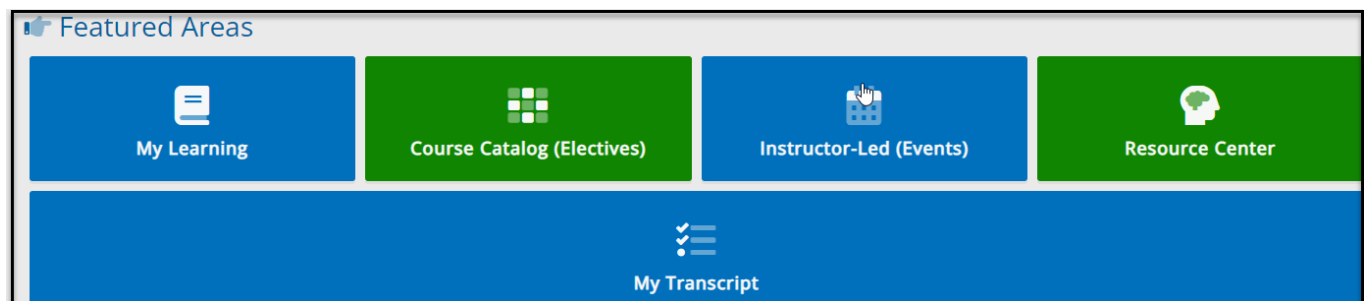 Featured Areas
My Learning
Course Catalog (Electives)
Instructor-Led (Events)
Resource Center
My Transcript